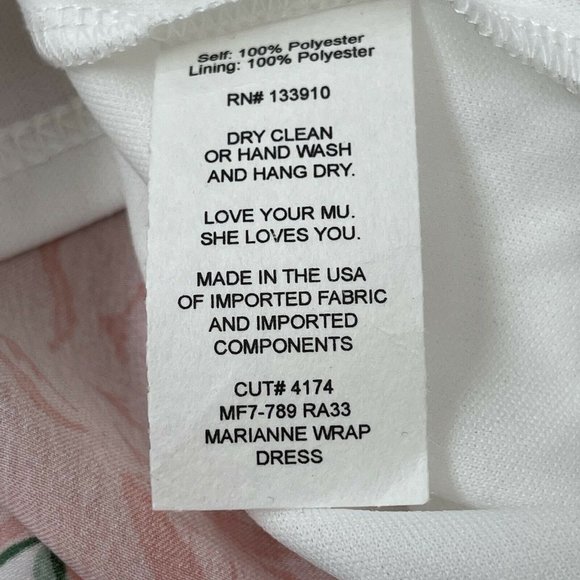 Self: 100% Polyester
Lining: 100% Polyester
RN# 133910
DRY CLEAN
OR HAND WASH
AND HANG DRY.
LOVE YOUR MU.
SHE LOVES YOU.
MADE IN THE USA
OF IMPORTED FABRIC
AND IMPORTED
COMPONENTS
CUT# 4174
MF7-789 RA33
MARIANNE WRAP
DRESS